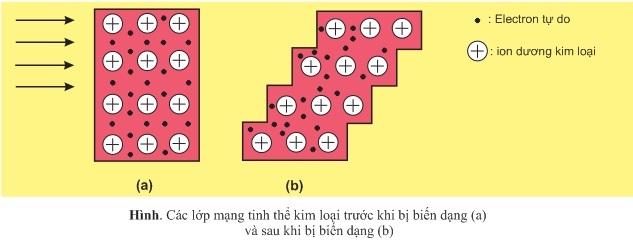 : Electron tự do
: ion dương kim loại
(a)
(b)
Hình. Các lớp mạng tinh thể kim loại trước khi bị biến dạng (a)
và sau khi bị biến dạng (b)